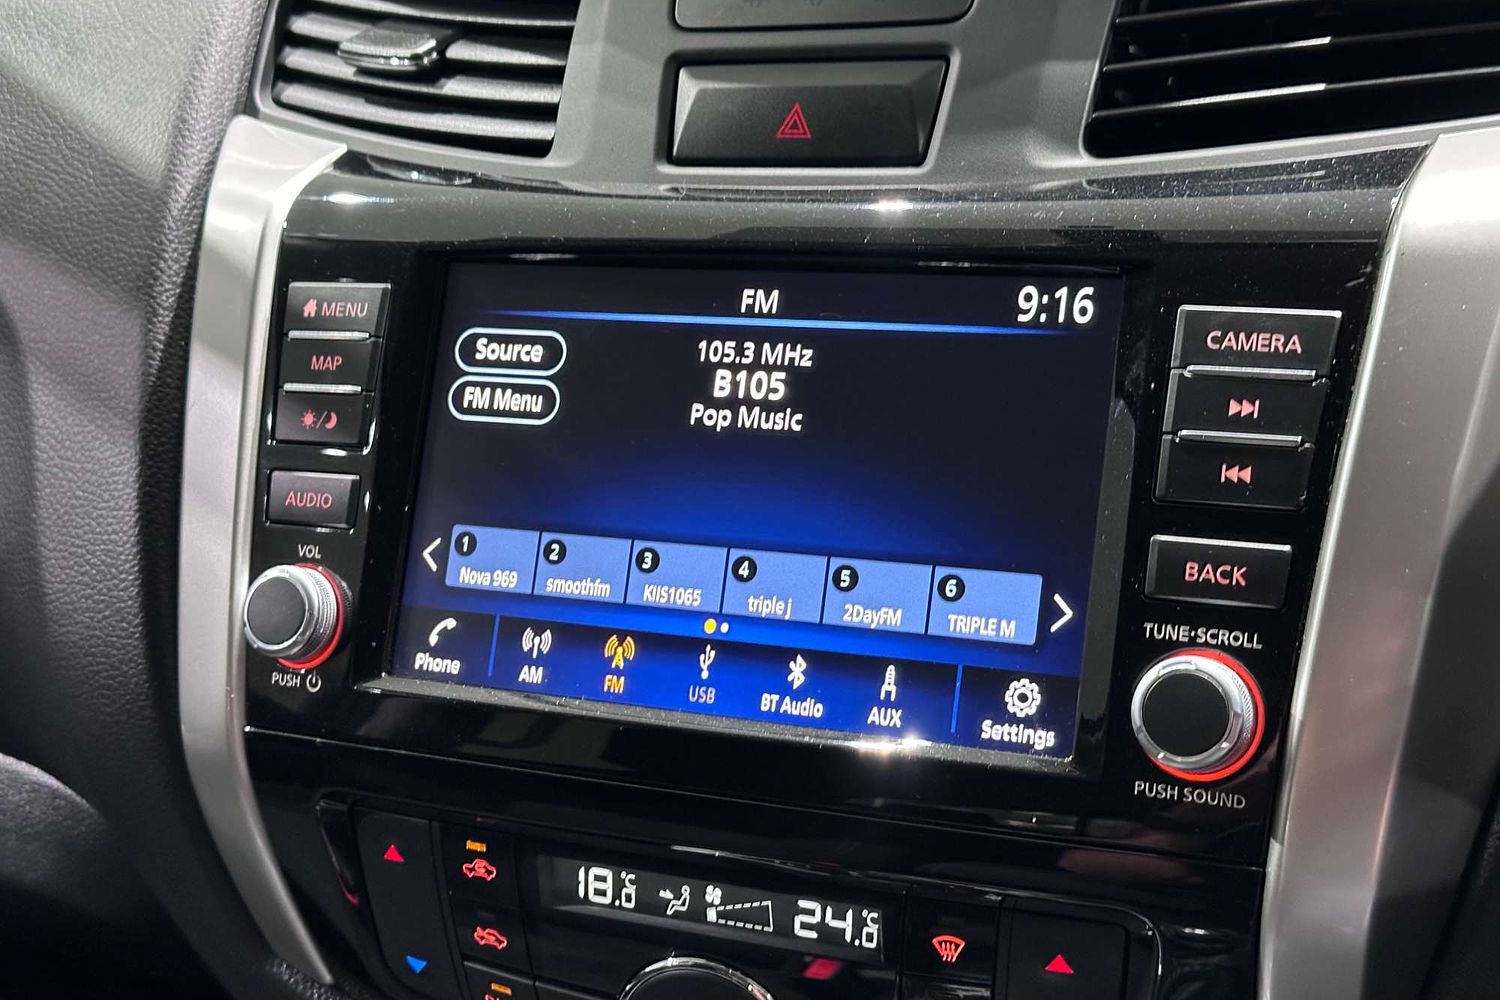 FM
9:16
MENU
MAP
AUDIO
VOL
PUSH
Source
FM Menu
105.3 MHz
B105
Pop Music
1
Nova 969
2
smoothfm
3
KIIS1065
4
triple j
5
2DayFM
6
TRIPLE M
Phone
AM
FM
USB
BT Audio
AUX
Settings
CAMERA
BACK
TUNE·SCROLL
PUSH SOUND
18.0°C
24.0°C